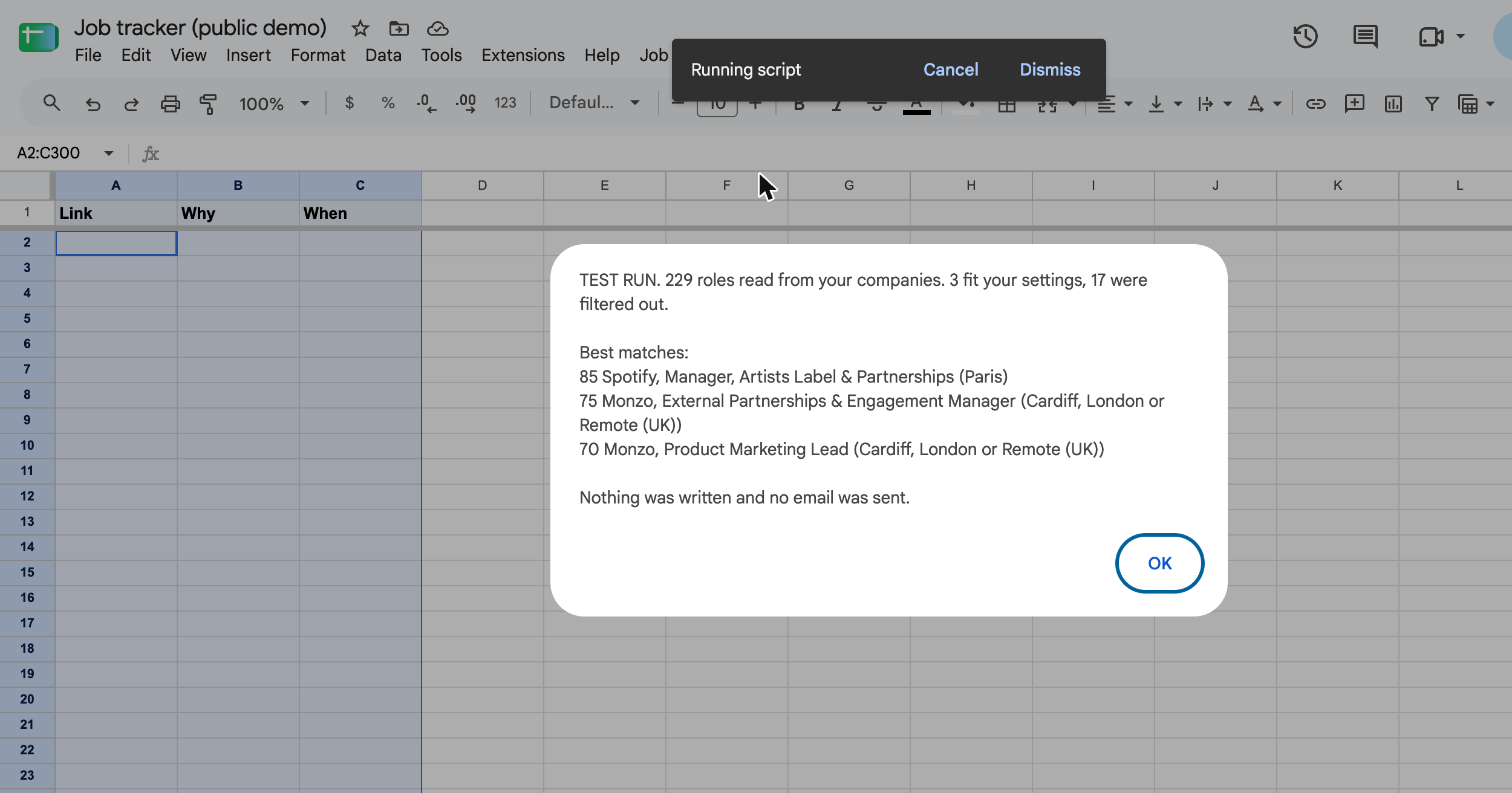 Job tracker (public demo)
File Edit View Insert Format Data Tools Extensions Help Job
Running script Cancel Dismiss
100% $ % .0 .00 123 Defaul... 10 B I A A
A2:C300 fx
A B C D E F G H I J K L
1 Link Why When
2
3
4
5
6
7
8
9
10
11
12
13
14
15
16
17
18
19
20
21
22
23
TEST RUN. 229 roles read from your companies. 3 fit your settings, 17 were
filtered out.
Best matches:
85 Spotify, Manager, Artists Label & Partnerships (Paris)
75 Monzo, External Partnerships & Engagement Manager (Cardiff, London or
Remote (UK))
70 Monzo, Product Marketing Lead (Cardiff, London or Remote (UK))
Nothing was written and no email was sent.
OK